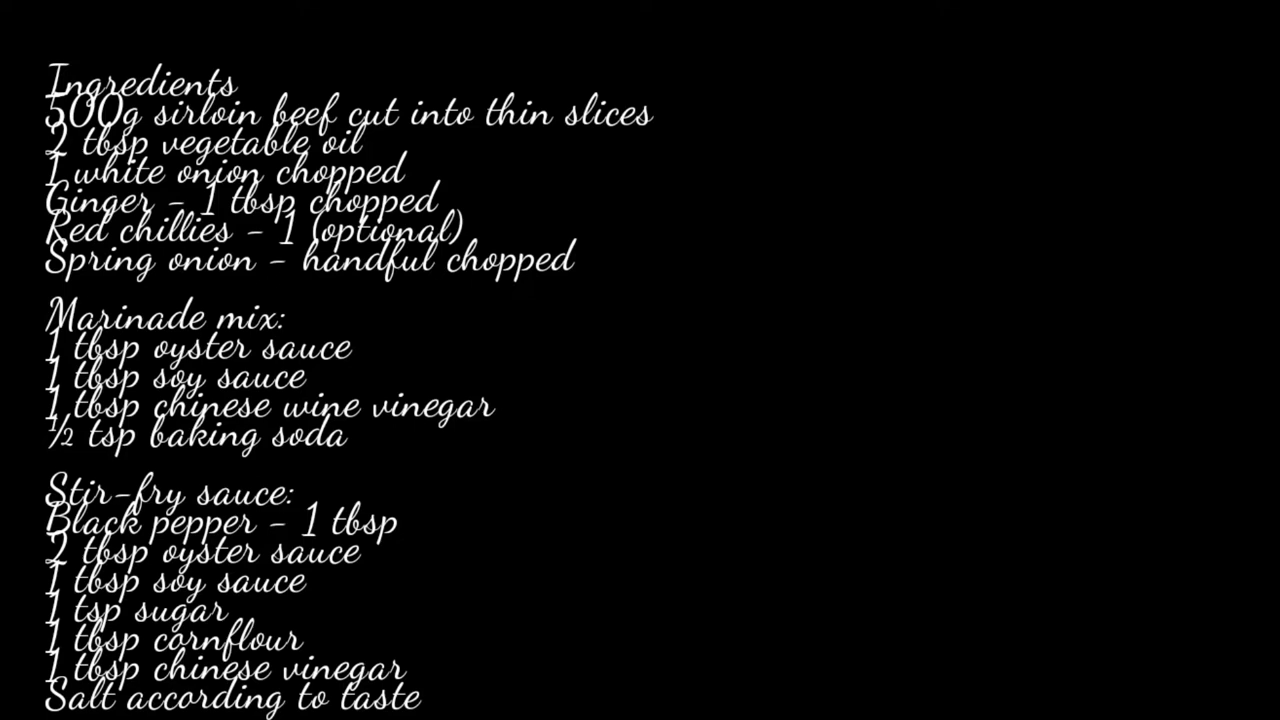 Ingredients
500g sirloin beef cut into thin slices
2 tbsp vegetable oil
1 white onion chopped
Ginger - 1 tbsp chopped
Red chillies - 1 (optional)
Spring onion - handful chopped
Marinade mix:
1 tbsp oyster sauce
1 tbsp soy sauce
1 tbsp chinese wine vinegar
½ tsp baking soda
Stir-fry sauce:
Black pepper - 1 tbsp
2 tbsp oyster sauce
1 tbsp soy sauce
1 tsp sugar
1 tbsp cornflour
1 tbsp chinese vinegar
Salt according to taste